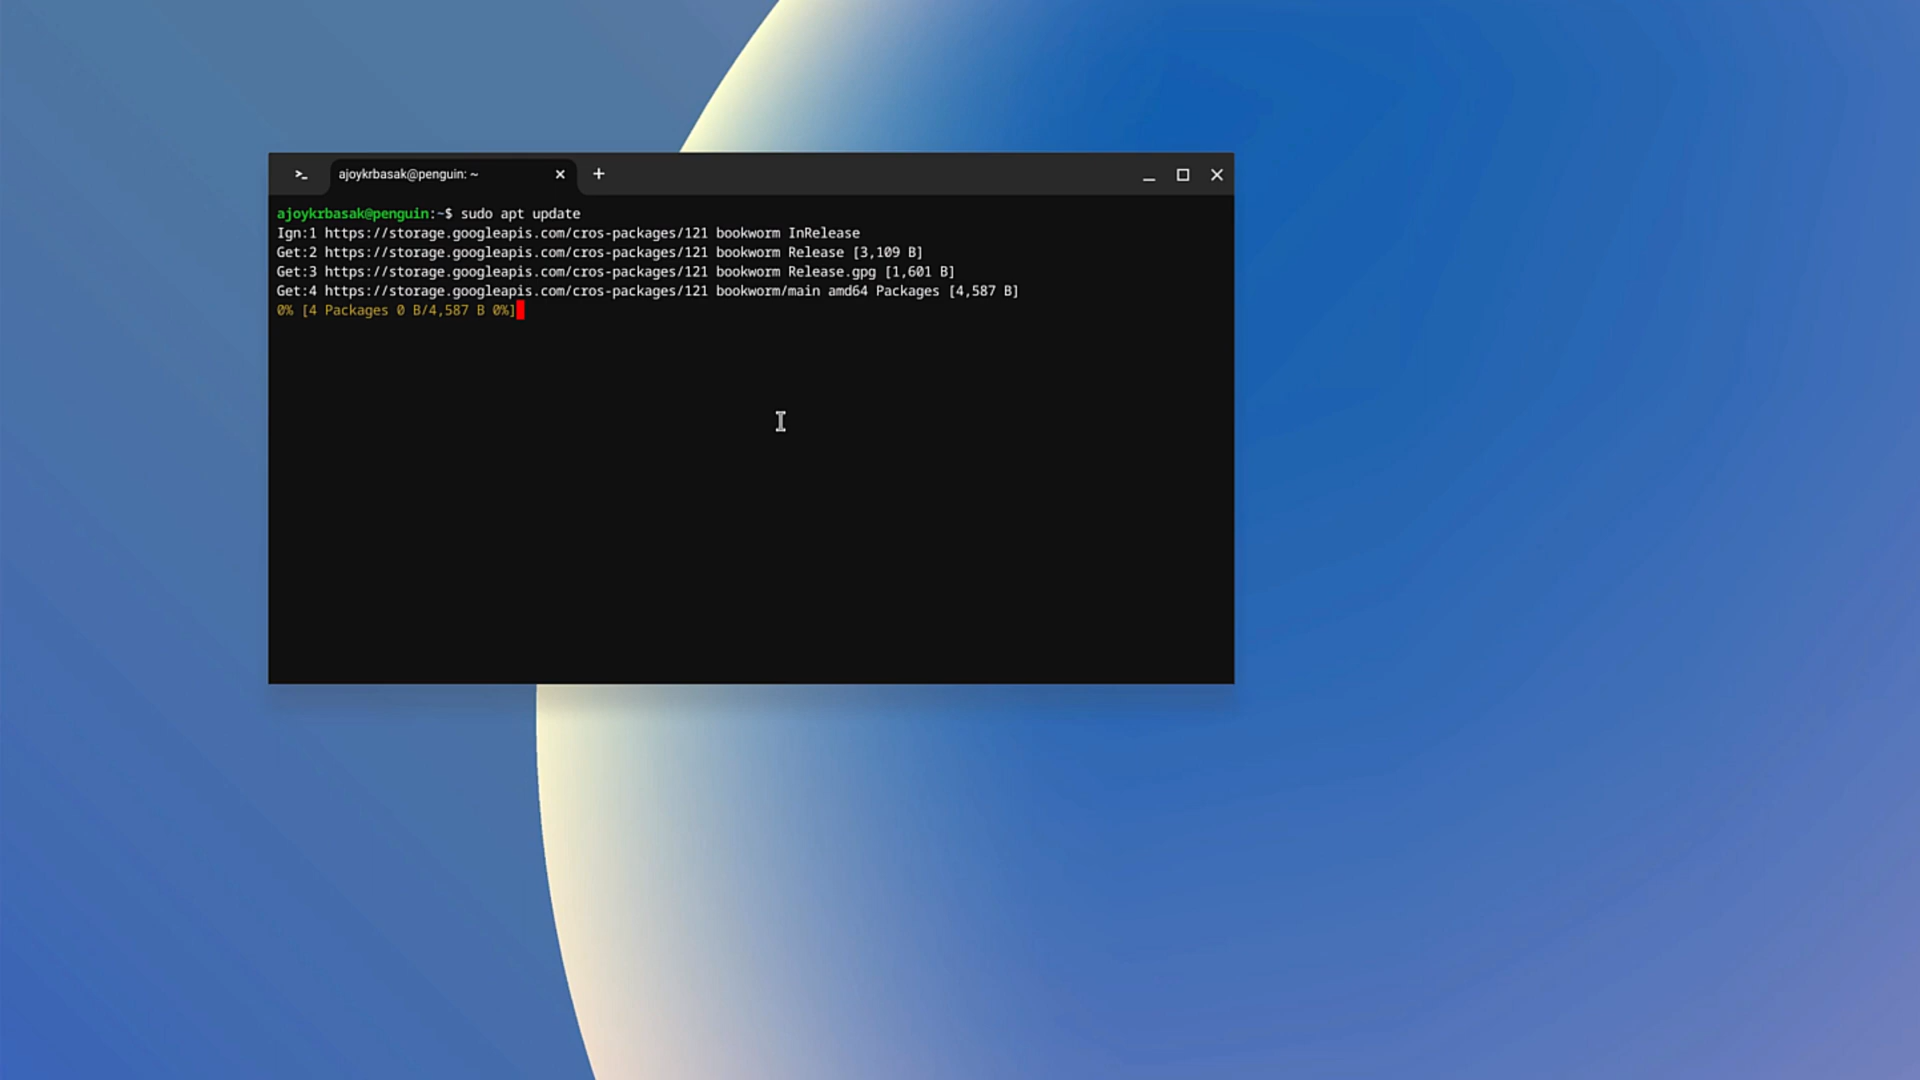 >_ ajoykrbasak@penguin: ~
ajoykrbasak@penguin:~$ sudo apt update
Ign:1 https://storage.googleapis.com/cros-packages/121 bookworm InRelease
Get:2 https://storage.googleapis.com/cros-packages/121 bookworm Release [3,109 B]
Get:3 https://storage.googleapis.com/cros-packages/121 bookworm Release.gpg [1,601 B]
Get:4 https://storage.googleapis.com/cros-packages/121 bookworm/main amd64 Packages [4,587 B]
0% [4 Packages 0 B/4,587 B 0%]